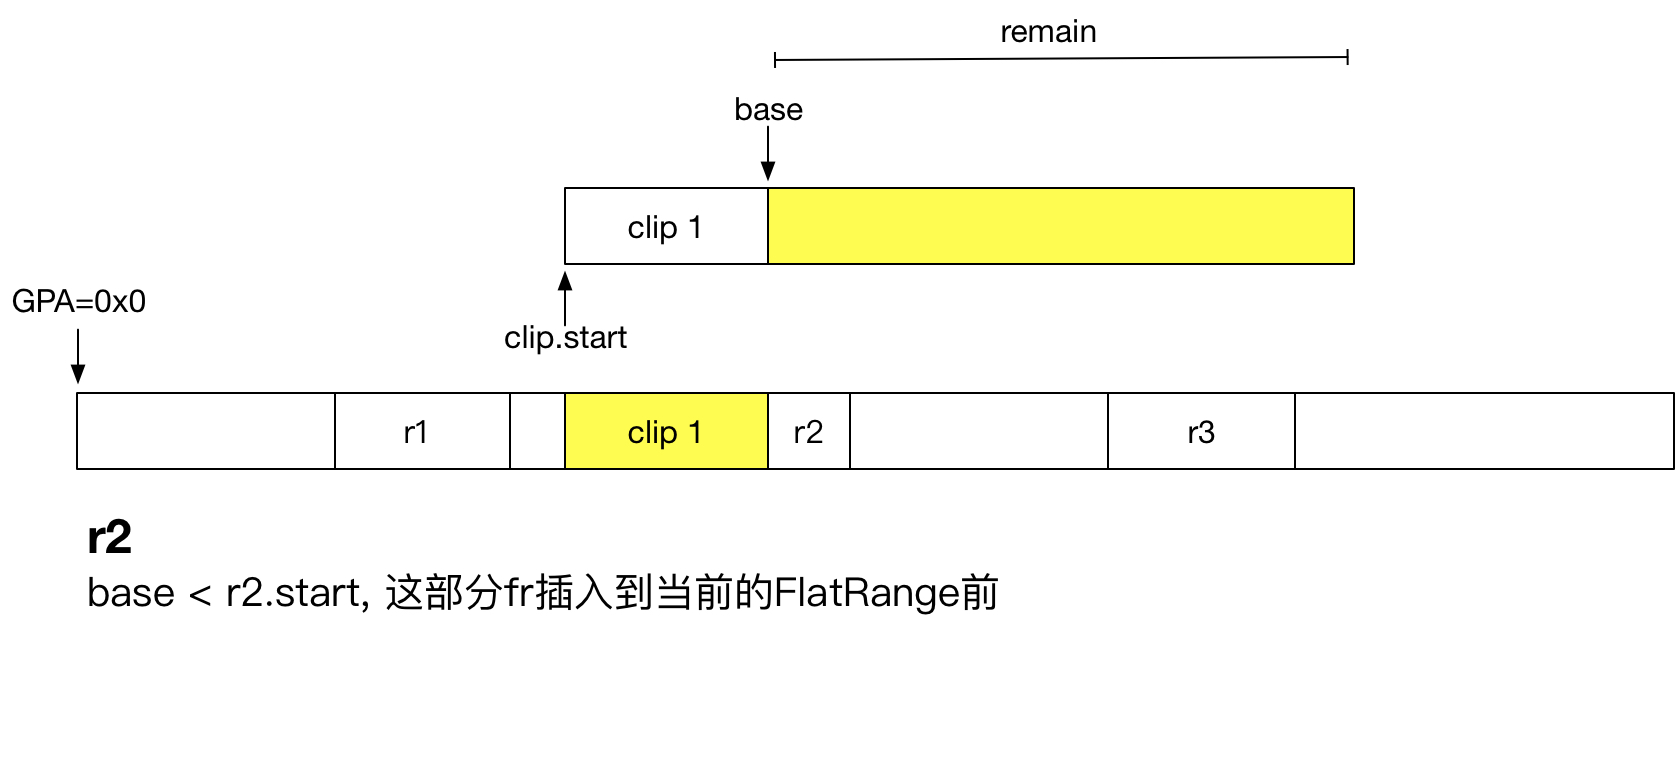 remain
base
clip 1
GPA=0x0
clip.start
r1
clip 1
r2
r3
r2
base < r2.start, 这部分fr插入到当前的FlatRange前